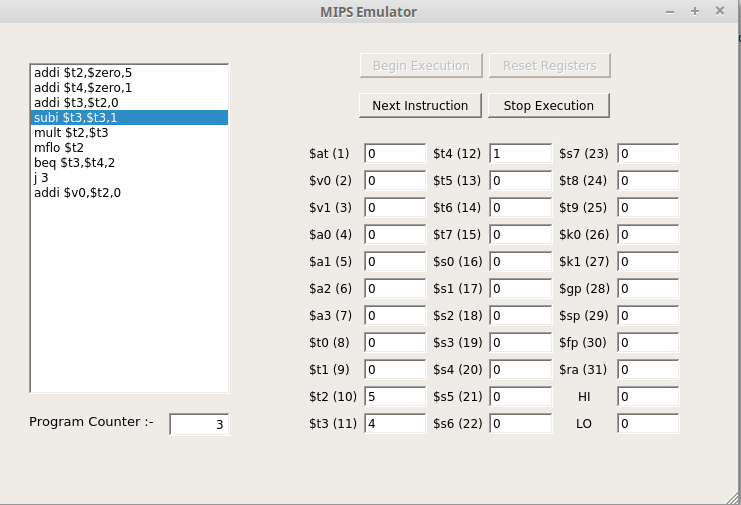 MIPS Emulator
addi $t2,$zero,5
addi $t4,$zero,1
addi $t3,$t2,0
subi $t3,$t3,1
mult $t2,$t3
mflo $t2
beq $t3,$t4,2
j 3
addi $v0,$t2,0
Program Counter :- 3
Begin Execution Reset Registers
Next Instruction Stop Execution
$at (1) 0 $t4 (12) 1 $s7 (23) 0
$v0 (2) 0 $t5 (13) 0 $t8 (24) 0
$v1 (3) 0 $t6 (14) 0 $t9 (25) 0
$a0 (4) 0 $t7 (15) 0 $k0 (26) 0
$a1 (5) 0 $s0 (16) 0 $k1 (27) 0
$a2 (6) 0 $s1 (17) 0 $gp (28) 0
$a3 (7) 0 $s2 (18) 0 $sp (29) 0
$t0 (8) 0 $s3 (19) 0 $fp (30) 0
$t1 (9) 0 $s4 (20) 0 $ra (31) 0
$t2 (10) 5 $s5 (21) 0 HI 0
$t3 (11) 4 $s6 (22) 0 LO 0